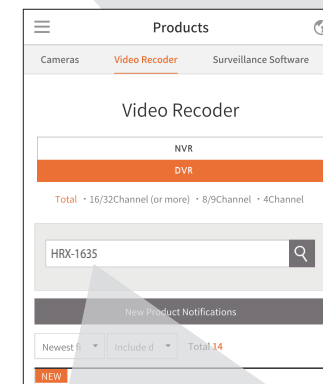 Products
Cameras Video Recoder Surveillance Software
Video Recoder
NVR
DVR
Total · 16/32Channel (or more) · 8/9Channel · 4Channel
HRX-1635
New Product Notifications
Newest fi Include d Total 14
NEW